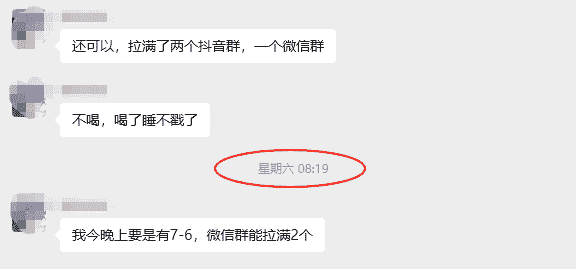 还可以，拉满了两个抖音群，一个微信群
不喝，喝了睡不戳了
星期六 08:19
我今晚上要是有7-6，微信群能拉满2个